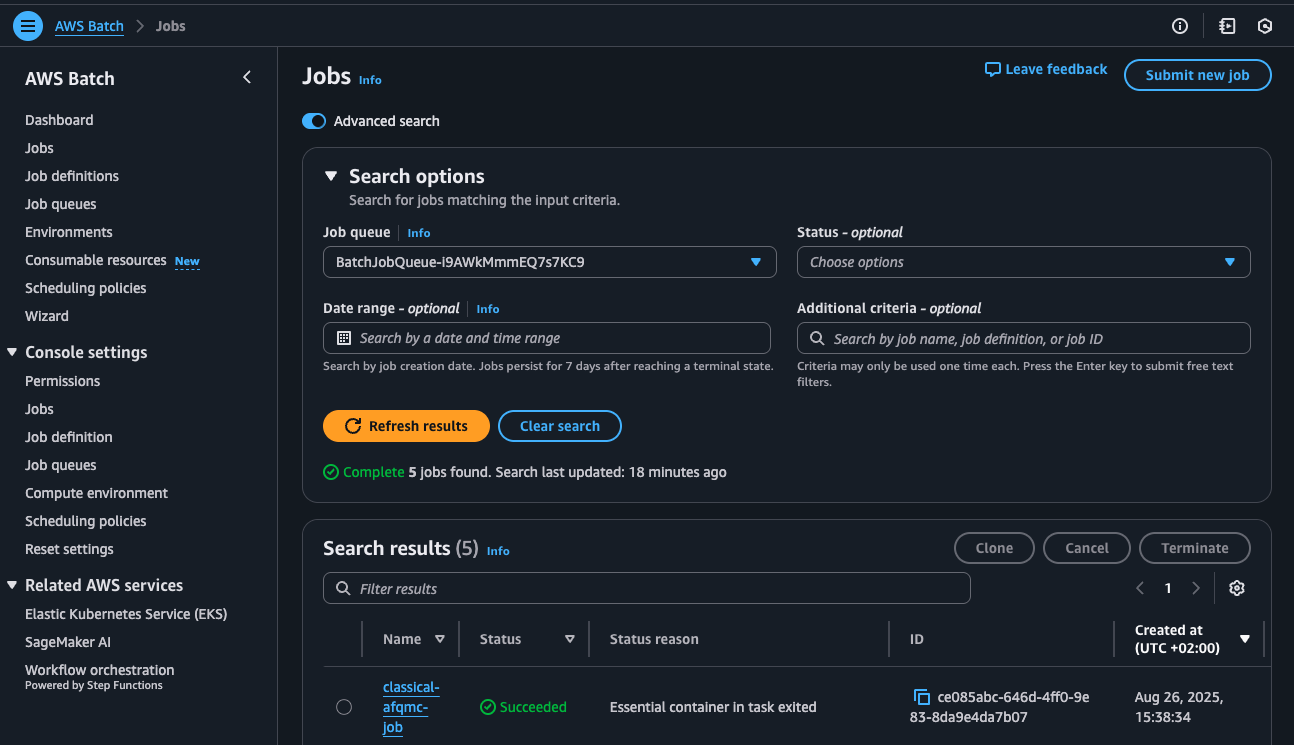 AWS Batch > Jobs
AWS Batch
Dashboard
Jobs
Job definitions
Job queues
Environments
Consumable resources New
Scheduling policies
Wizard
Console settings
Permissions
Jobs
Job definition
Job queues
Compute environment
Scheduling policies
Reset settings
Related AWS services
Elastic Kubernetes Service (EKS)
SageMaker AI
Workflow orchestration
Powered by Step Functions
Jobs Info
Leave feedback
Submit new job
Advanced search
Search options
Search for jobs matching the input criteria.
Job queue Info
BatchJobQueue-i9AWkMmmEQ7s7KC9
Status - optional
Choose options
Date range - optional Info
Search by a date and time range
Search by job creation date. Jobs persist for 7 days after reaching a terminal state.
Additional criteria - optional
Search by job name, job definition, or job ID
Criteria may only be used one time each. Press the Enter key to submit free text
filters.
Refresh results
Clear search
Complete 5 jobs found. Search last updated: 18 minutes ago
Search results (5) Info
Clone
Cancel
Terminate
Filter results
1
Name
Status
Status reason
ID
Created at
(UTC +02:00)
classical-
afqmc-
job
Succeeded
Essential container in task exited
ce085abc-646d-4ff0-9e
83-8da9e4da7b07
Aug 26, 2025,
15:38:34